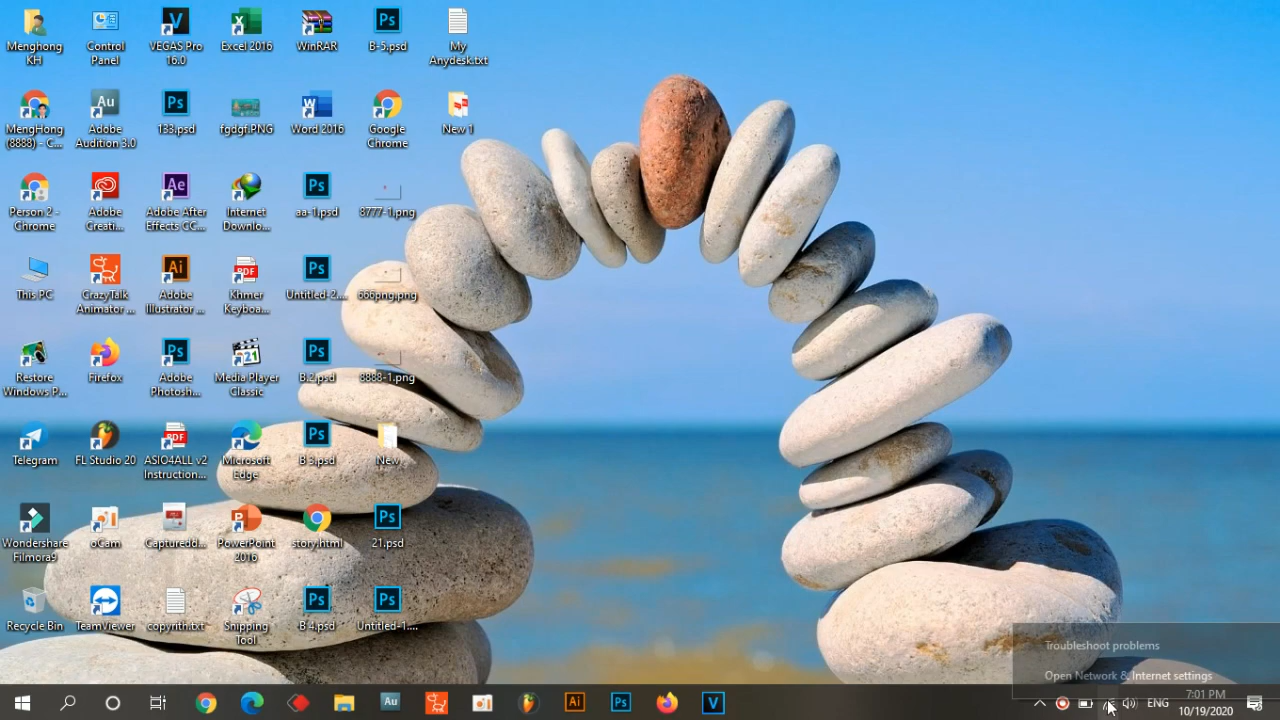 Menghong
KH
Control
Panel
VEGAS Pro
16.0
Excel 2016
WinRAR
B-5.psd
My
Anydesk.txt
MengHong
(8888) - C...
Adobe
Audition 3.0
133.psd
fgdgf.PNG
Word 2016
Google
Chrome
New 1
Person 2 -
Chrome
Adobe
Creati...
Adobe After
Effects CC...
Internet
Downlo...
aa-1.psd
8777-1.png
This PC
CrazyTalk
Animator ...
Adobe
Illustrator ...
Khmer
Keyboa...
Untitled-2....
666png.png
Restore
Windows P...
Firefox
Adobe
Photosh...
Media Player
Classic
B.2.psd
8888-1.png
Telegram
FL Studio 20
ASIO4ALL v2
Instruction...
Microsoft
Edge
B 3.psd
New
Wondershare
Filmora9
oCam
Capturedd...
PowerPoint
2016
story.html
21.psd
Recycle Bin
TeamViewer
copyrith.txt
Snipping
Tool
B 4.psd
Untitled-1....
Troubleshoot problems
Open Network & Internet settings
ENG
7:01 PM
10/19/2020